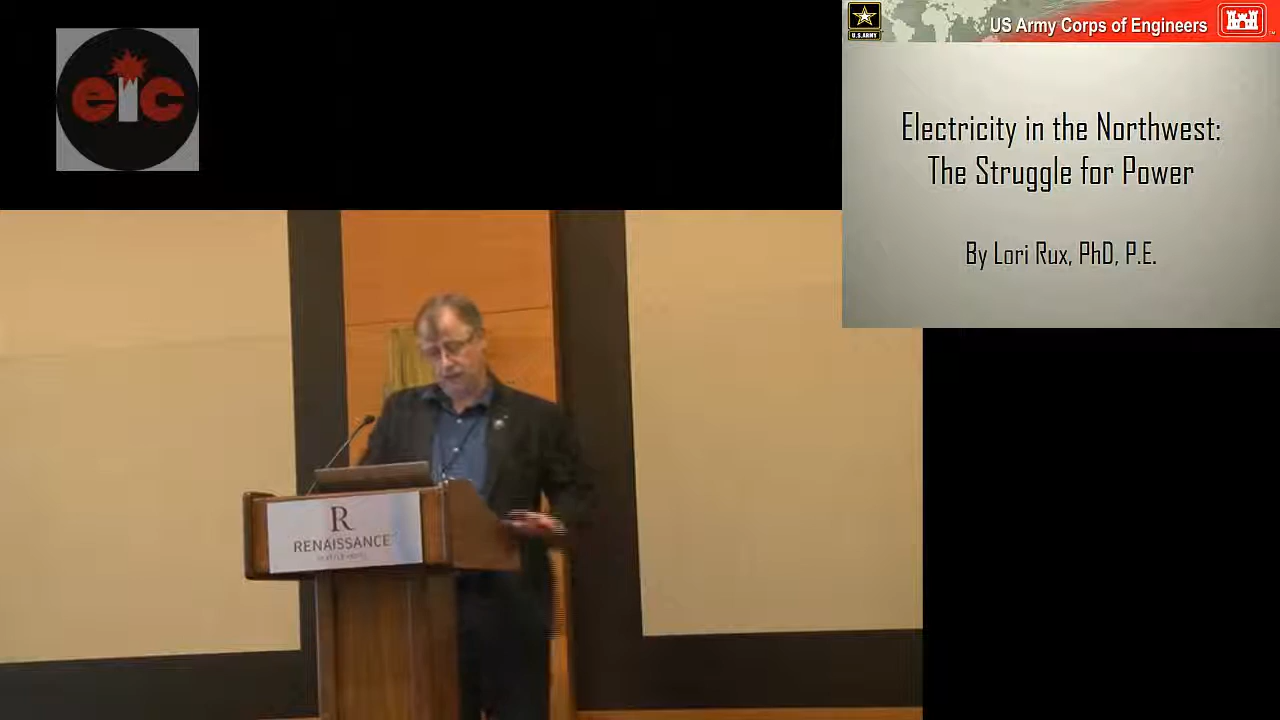 eic
U.S.ARMY
US Army Corps of Engineers
Electricity in the Northwest:
The Struggle for Power
By Lori Rux, PhD, P.E.
R
RENAISSANCE